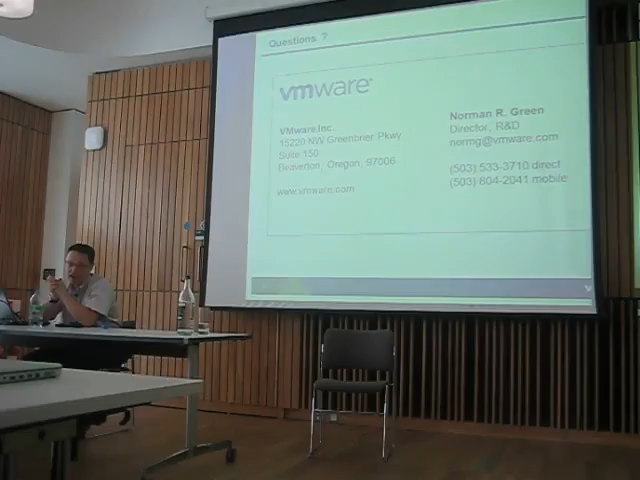 Questions ?
vmware
VMware.Inc.
15220 NW Greenbrier Pkwy
Suite 150
Beaverton, Oregon, 97006
www.vmware.com
Norman R. Green
Director, R&D
normg@vmware.com
(503) 533-3710 direct
(503) 804-2041 mobile